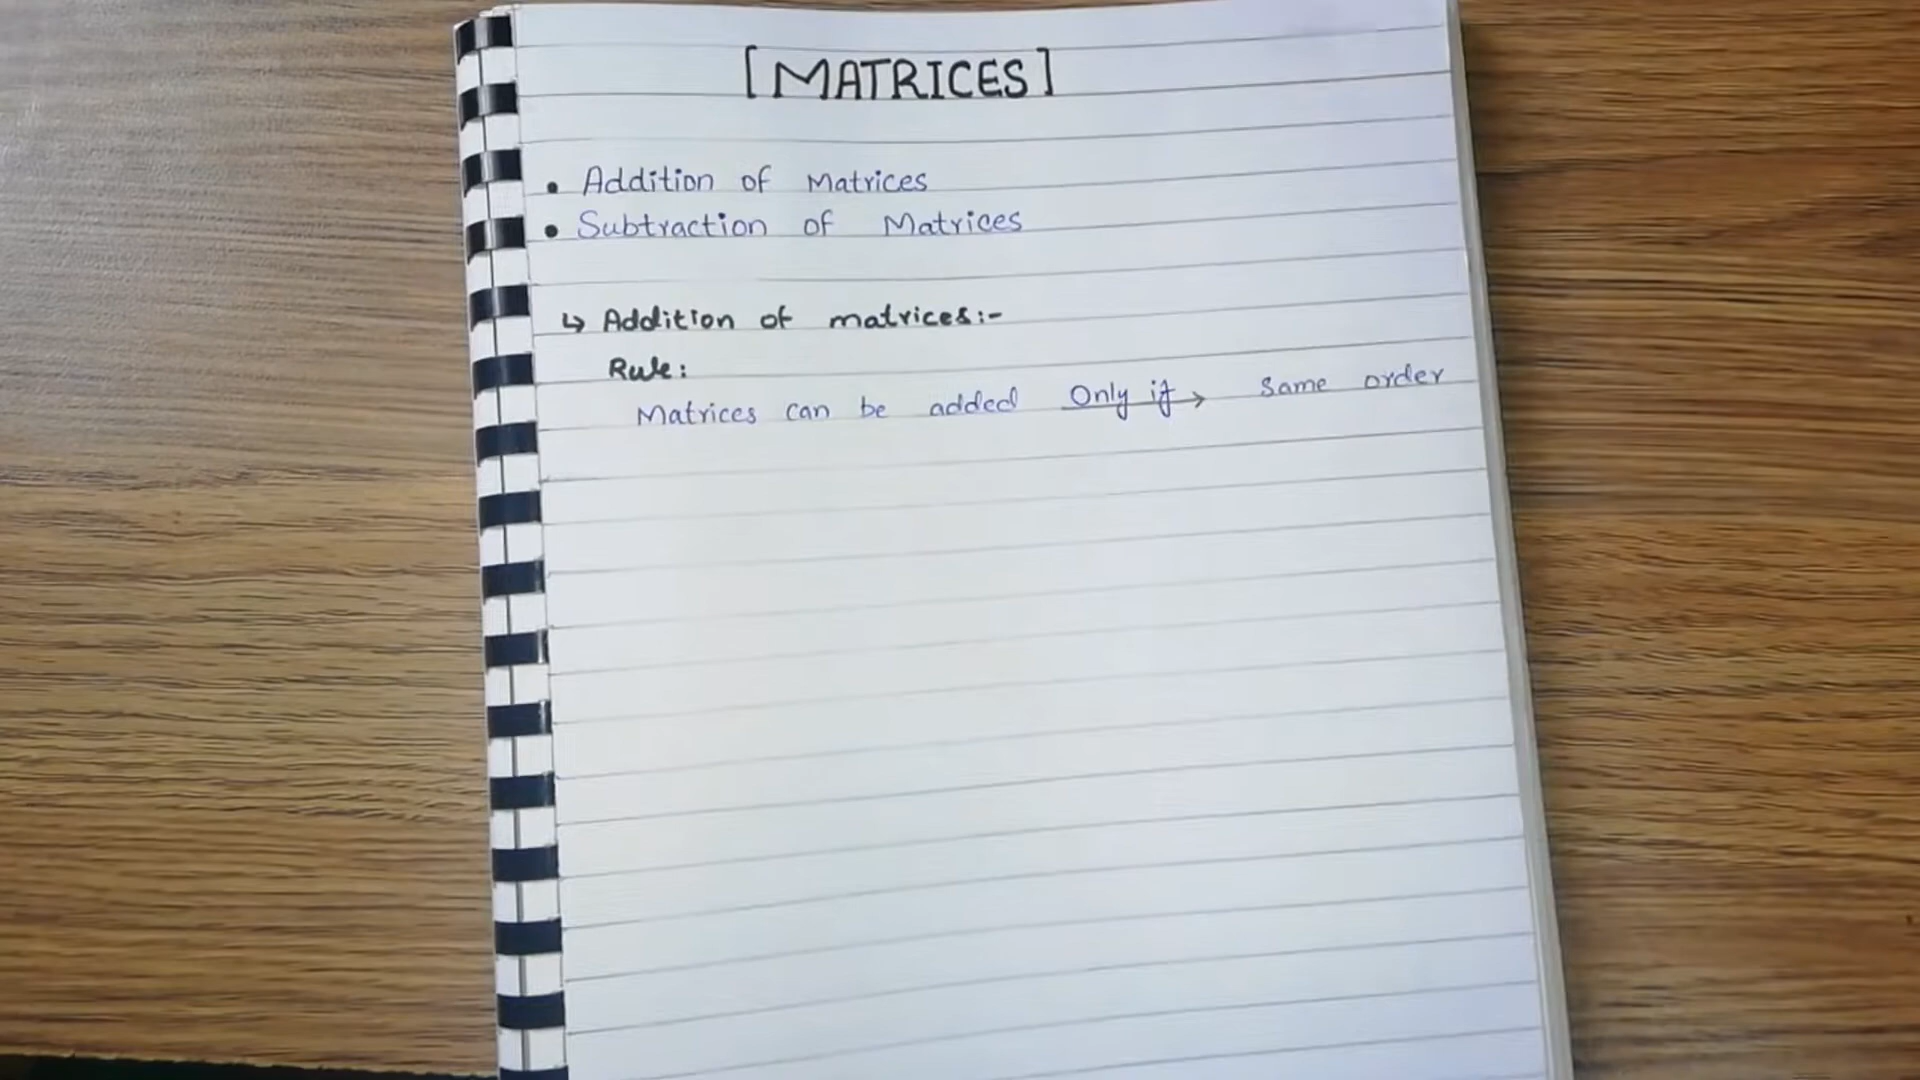 [MATRICES]
• Addition of Matrices
• Subtraction of Matrices
↳ Addition of matrices:-
Rule:
Matrices can be added Only if → Same order